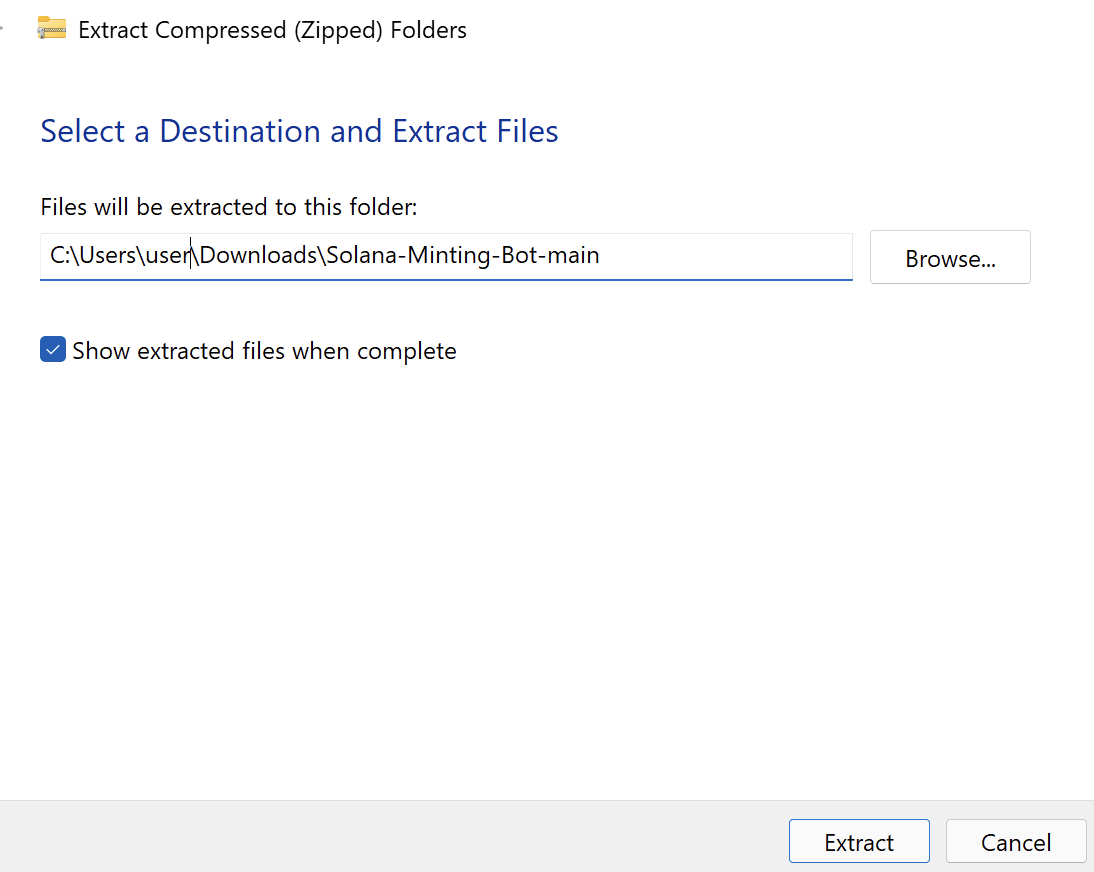 Extract Compressed (Zipped) Folders
Select a Destination and Extract Files
Files will be extracted to this folder:
C:\Users\user\Downloads\Solana-Minting-Bot-main
Browse...
Show extracted files when complete
Extract
Cancel